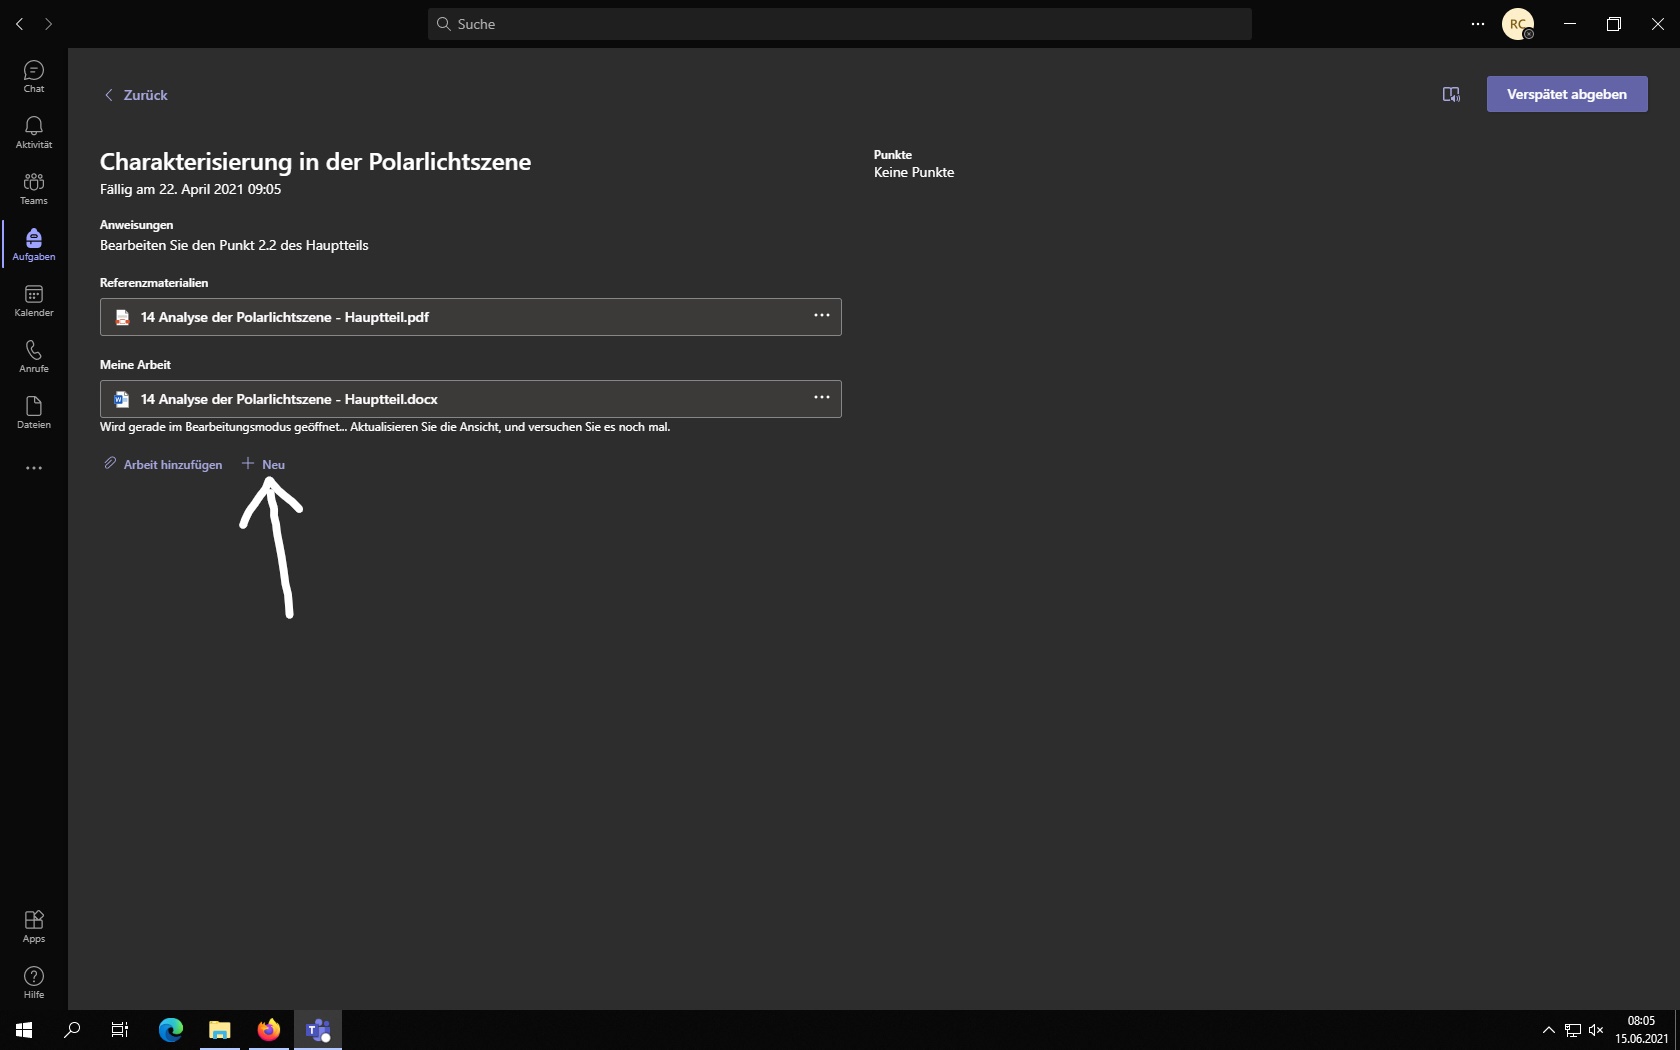 Suche
RC
Chat
Aktivität
Teams
Aufgaben
Kalender
Anrufe
Dateien
Zurück
Verspätet abgeben
Charakterisierung in der Polarlichtszene
Fällig am 22. April 2021 09:05
Punkte
Keine Punkte
Anweisungen
Bearbeiten Sie den Punkt 2.2 des Hauptteils
Referenzmaterialien
14 Analyse der Polarlichtszene - Hauptteil.pdf
Meine Arbeit
14 Analyse der Polarlichtszene - Hauptteil.docx
Wird gerade im Bearbeitungsmodus geöffnet... Aktualisieren Sie die Ansicht, und versuchen Sie es noch mal.
Arbeit hinzufügen
Neu
Apps
Hilfe
08:05
15.06.2021